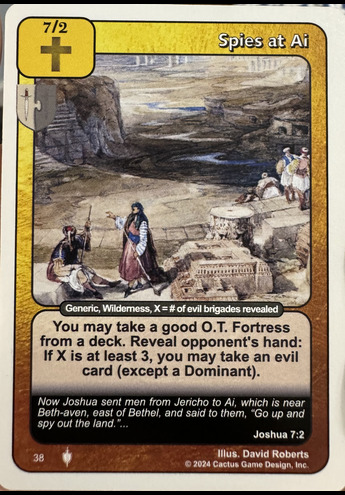 7/2
Spies at Ai
Generic, Wilderness, X = # of evil brigades revealed
You may take a good O.T. Fortress
from a deck. Reveal opponent's hand:
If X is at least 3, you may take an evil
card (except a Dominant).
Now Joshua sent men from Jericho to Ai, which is near
Beth-aven, east of Bethel, and said to them, "Go up and
spy out the land."...
Joshua 7:2
Illus. David Roberts
38
© 2024 Cactus Game Design, Inc.